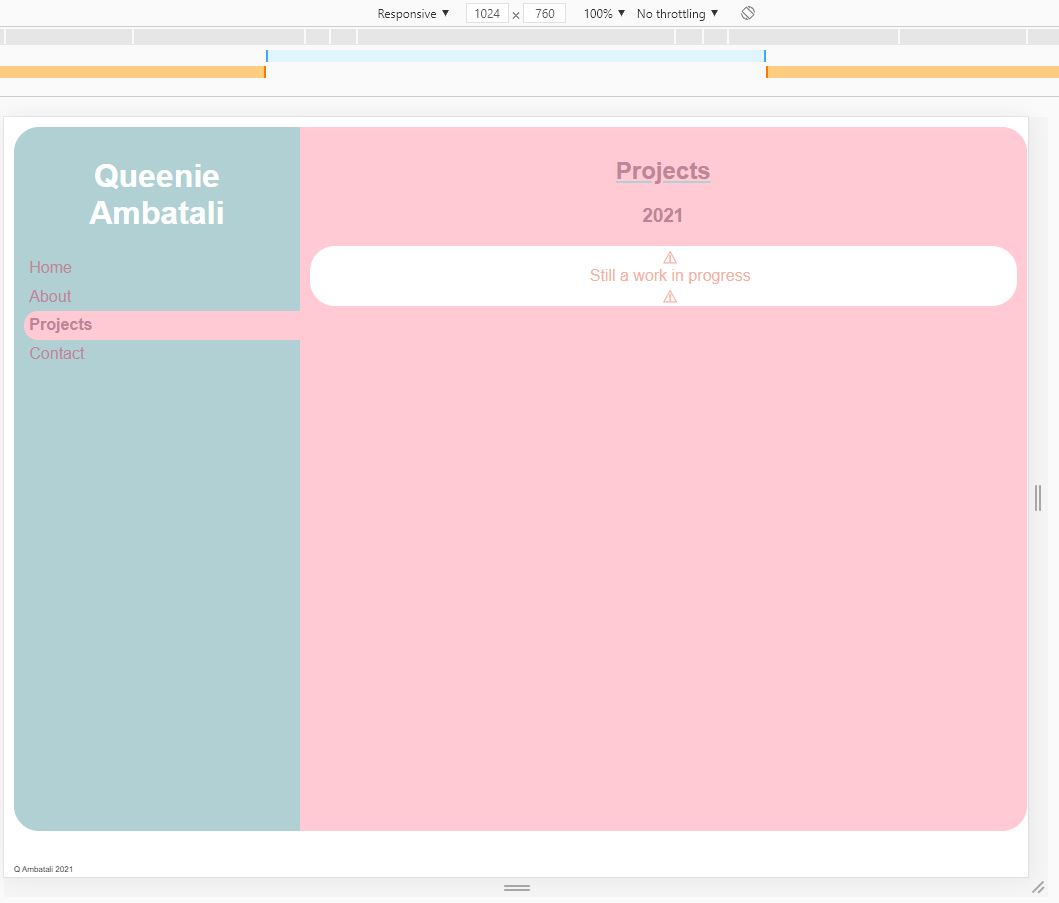 Responsive ▼ 1024 × 760 100% ▼ No throttling ▼
Queenie
Ambatali
Home
About
Projects
Contact
Projects
2021
⚠
Still a work in progress
⚠
Q Ambatali 2021